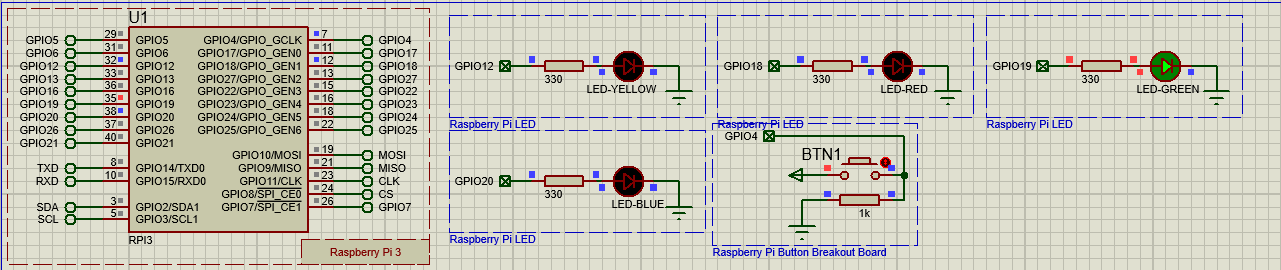 U1
29 GPIO5 GPIO5 GPIO4/GPIO_GCLK 7 GPIO4
31 GPIO6 GPIO6 GPIO17/GPIO_GEN0 11 GPIO17
32 GPIO12 GPIO12 GPIO18/GPIO_GEN1 12 GPIO18
33 GPIO13 GPIO13 GPIO27/GPIO_GEN2 13 GPIO27
36 GPIO16 GPIO16 GPIO22/GPIO_GEN3 15 GPIO22
35 GPIO19 GPIO19 GPIO23/GPIO_GEN4 16 GPIO23
38 GPIO20 GPIO20 GPIO24/GPIO_GEN5 18 GPIO24
37 GPIO26 GPIO26 GPIO25/GPIO_GEN6 22 GPIO25
40 GPIO21 GPIO21
GPIO10/MOSI 19 MOSI
8 TXD GPIO14/TXD0 GPIO9/MISO 21 MISO
10 RXD GPIO15/RXD0 GPIO11/CLK 23 CLK
GPIO8/SPI_CE0 24 CS
3 SDA GPIO2/SDA1 GPIO7/SPI_CE1 26 GPIO7
5 SCL GPIO3/SCL1
RPI3
Raspberry Pi 3
GPIO12
330
LED-YELLOW
Raspberry Pi LED
GPIO18
330
LED-RED
Raspberry Pi LED
GPIO19
330
LED-GREEN
Raspberry Pi LED
GPIO20
330
LED-BLUE
Raspberry Pi LED
GPIO4
BTN1
1k
Raspberry Pi Button Breakout Board